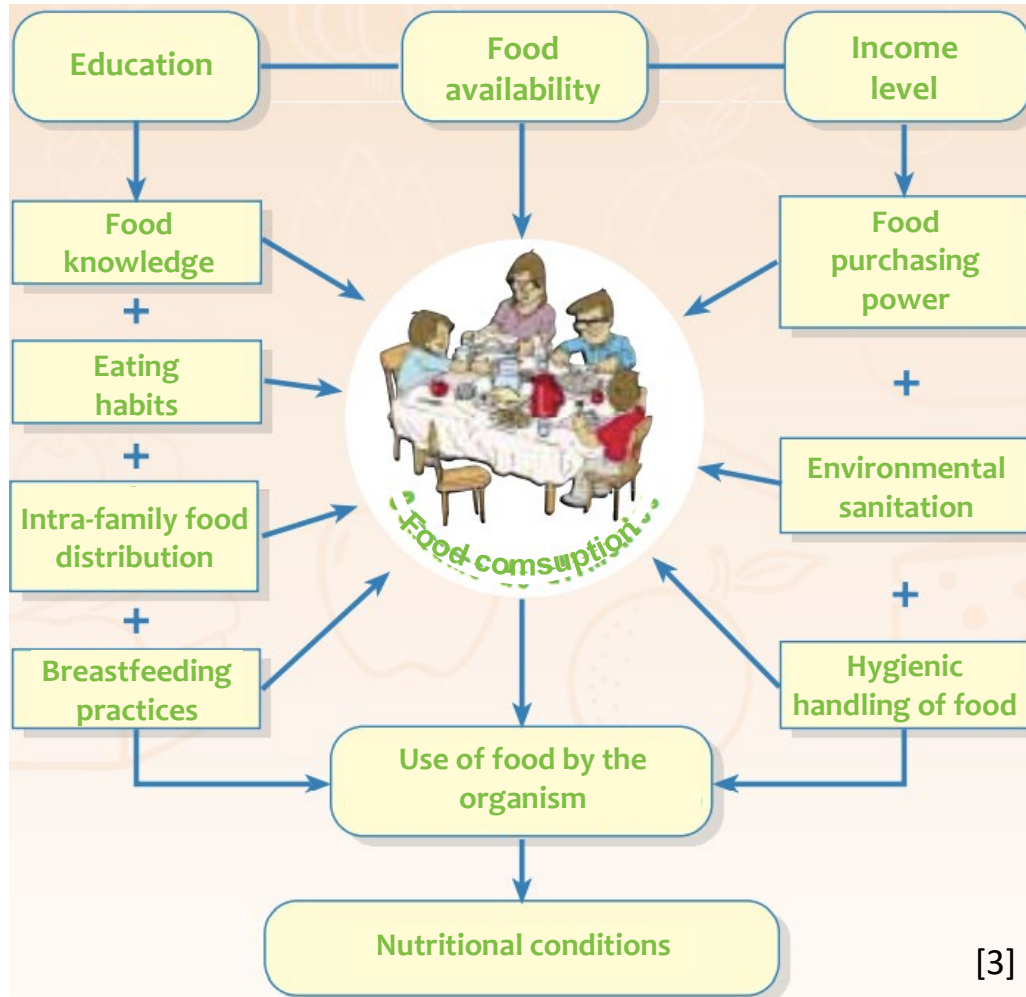 Education
Food
availability
Income
level
Food
knowledge
+
Eating
habits
+
Intra-family food
distribution
+
Breastfeeding
practices
Food comsuption
Food
purchasing
power
+
Environmental
sanitation
+
Hygienic
handling of food
Use of food by the
organism
Nutritional conditions
[3]